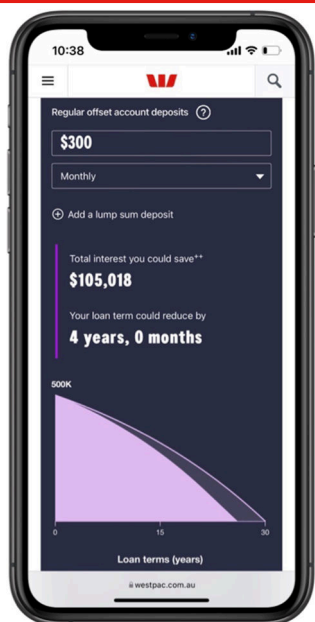 10:38
Regular offset account deposits ?
$300
Monthly
Add a lump sum deposit
Total interest you could save++
$105,018
Your loan term could reduce by
4 years, 0 months
500K
0 15 30
Loan terms (years)
westpac.com.au